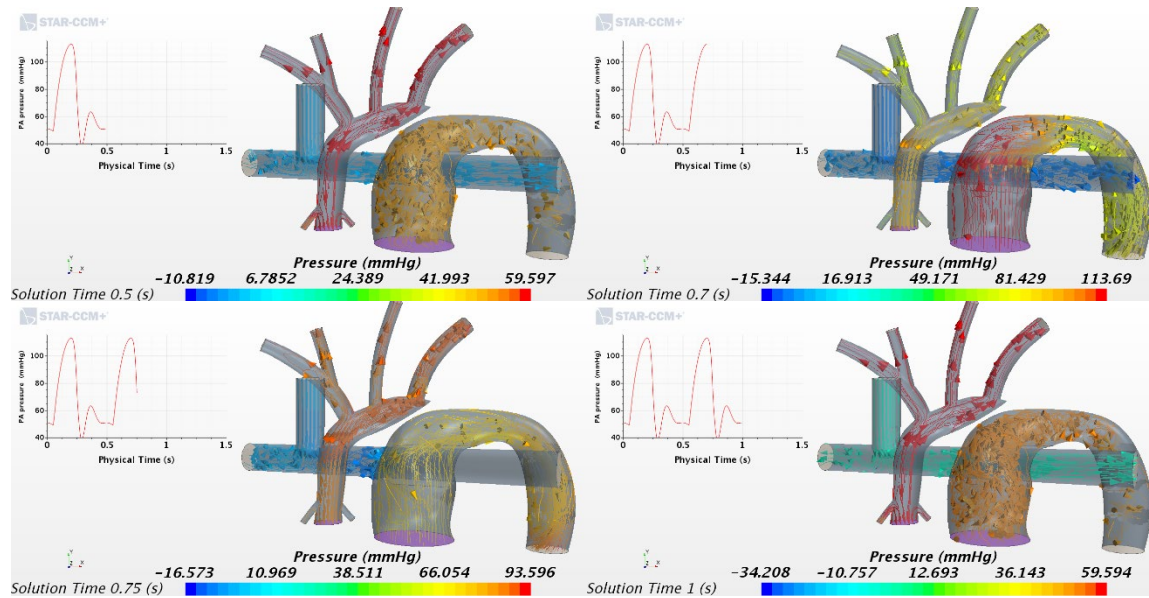 STAR-CCM+
PA pressure (mmHg)
100
80
60
40
0 0.5 1 1.5
Physical Time (s)
Pressure (mmHg)
-10.819 6.7852 24.389 41.993 59.597
Solution Time 0.5 (s)
STAR-CCM+
PA pressure (mmHg)
100
80
60
40
0 0.5 1 1.5
Physical Time (s)
Pressure (mmHg)
-15.344 16.913 49.171 81.429 113.69
Solution Time 0.7 (s)
STAR-CCM+
PA pressure (mmHg)
100
80
60
40
0 0.5 1 1.5
Physical Time (s)
Pressure (mmHg)
-16.573 10.969 38.511 66.054 93.596
Solution Time 0.75 (s)
STAR-CCM+
PA pressure (mmHg)
100
80
60
40
0 0.5 1 1.5
Physical Time (s)
Pressure (mmHg)
-34.208 -10.757 12.693 36.143 59.594
Solution Time 1 (s)